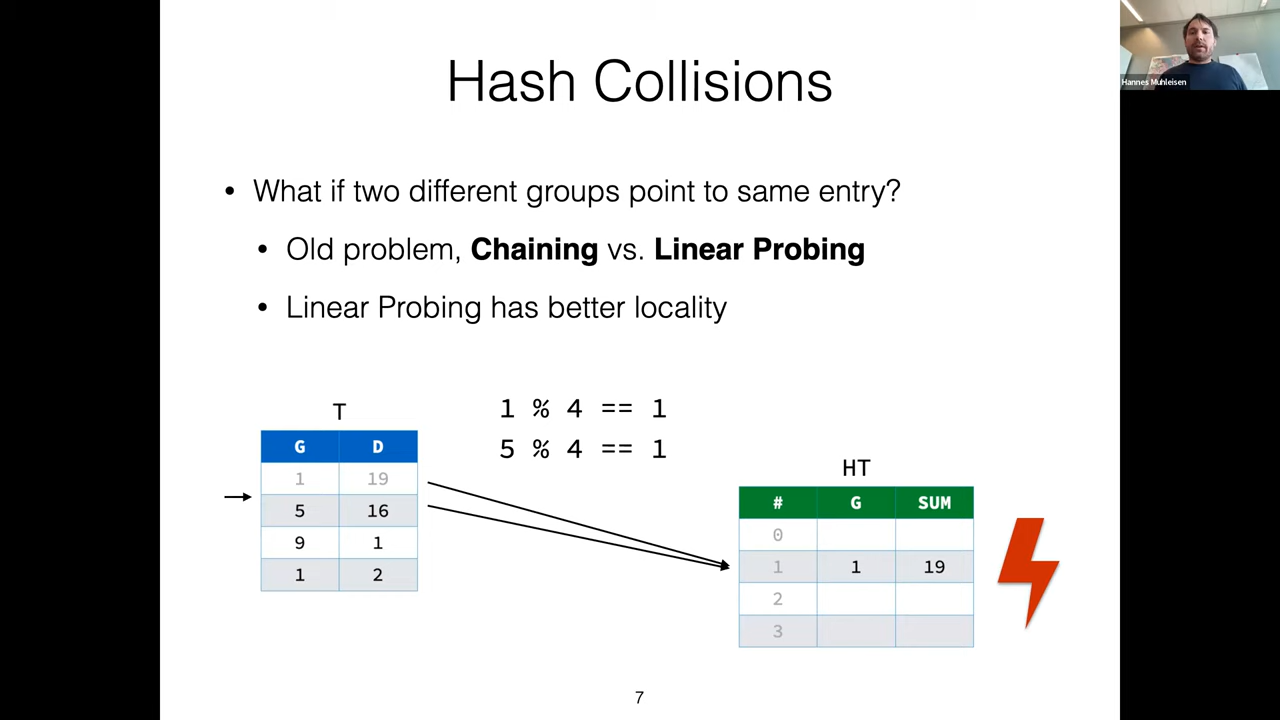 Hash Collisions
Hannes Muhleisen
• What if two different groups point to same entry?
• Old problem, Chaining vs. Linear Probing
• Linear Probing has better locality
1 % 4 == 1
5 % 4 == 1
T
G D
1 19
5 16
9 1
1 2
HT
# G SUM
0
1 1 19
2
3
7